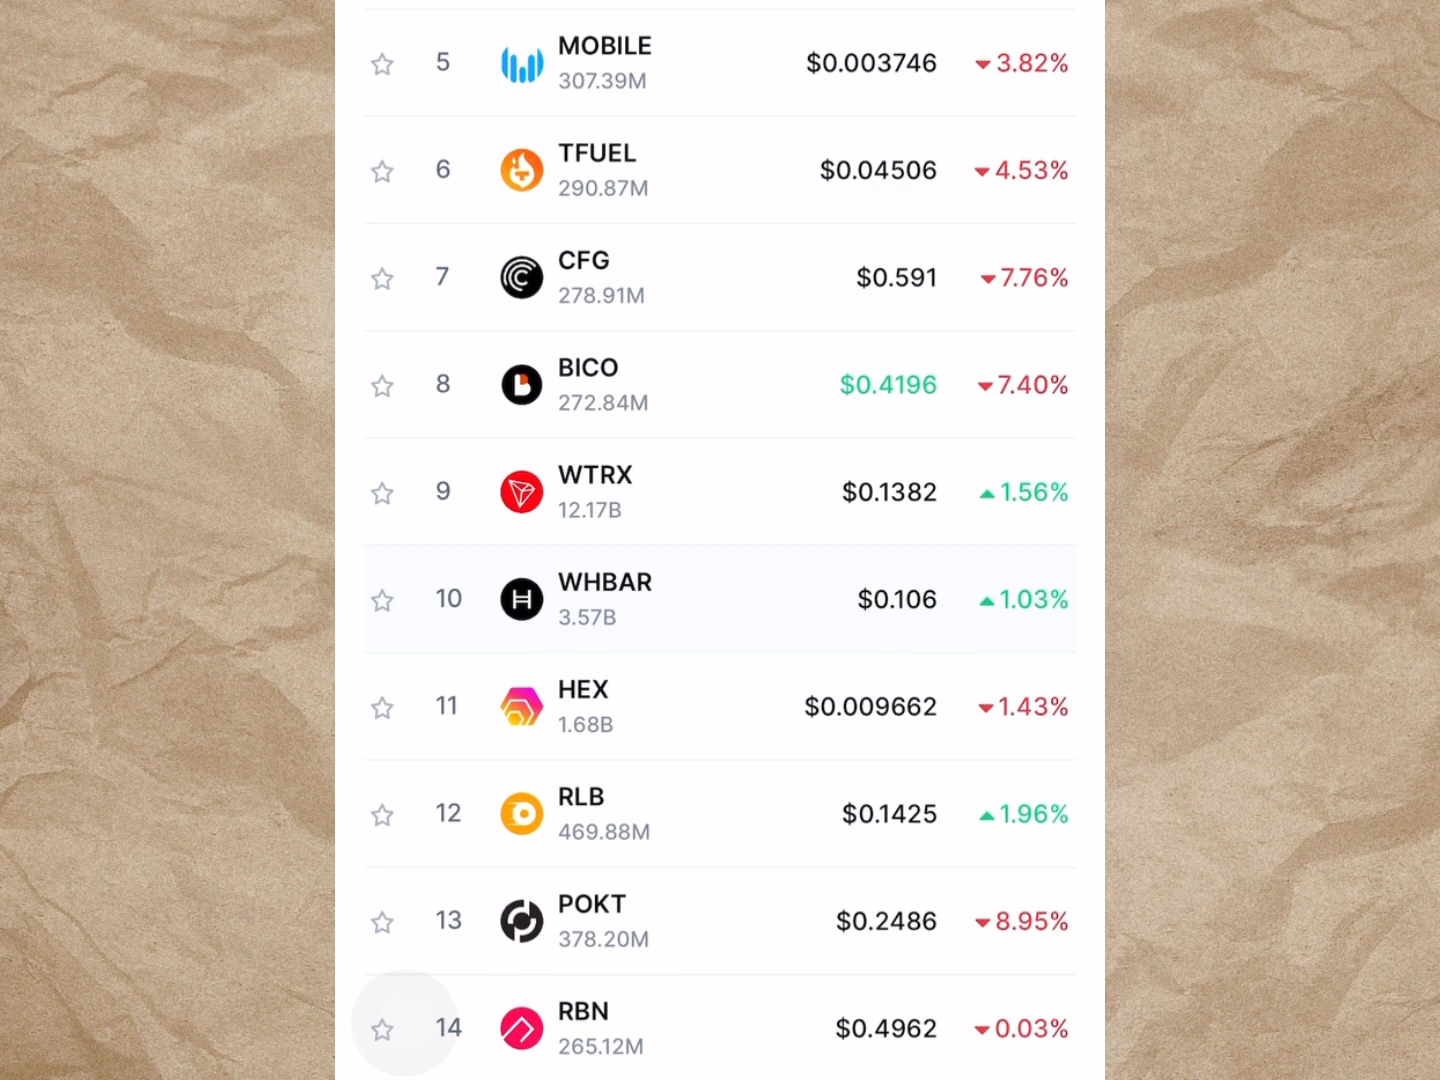 5 MOBILE $0.003746 3.82%
307.39M
6 TFUEL $0.04506 4.53%
290.87M
7 CFG $0.591 7.76%
278.91M
8 BICO $0.4196 7.40%
272.84M
9 WTRX $0.1382 1.56%
12.17B
10 WHBAR $0.106 1.03%
3.57B
11 HEX $0.009662 1.43%
1.68B
12 RLB $0.1425 1.96%
469.88M
13 POKT $0.2486 8.95%
378.20M
14 RBN $0.4962 0.03%
265.12M